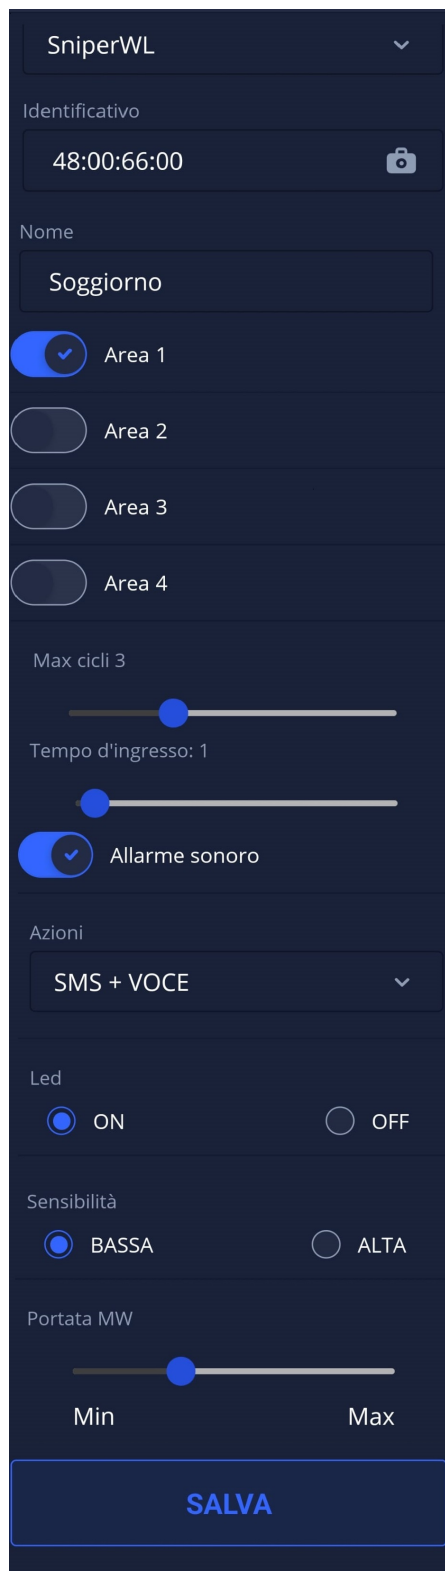 SniperWL
Identificativo
48:00:66:00
Nome
Soggiorno
Area 1
Area 2
Area 3
Area 4
Max cicli 3
Tempo d'ingresso: 1
Allarme sonoro
Azioni
SMS + VOCE
Led
ON OFF
Sensibilità
BASSA ALTA
Portata MW
Min Max
SALVA